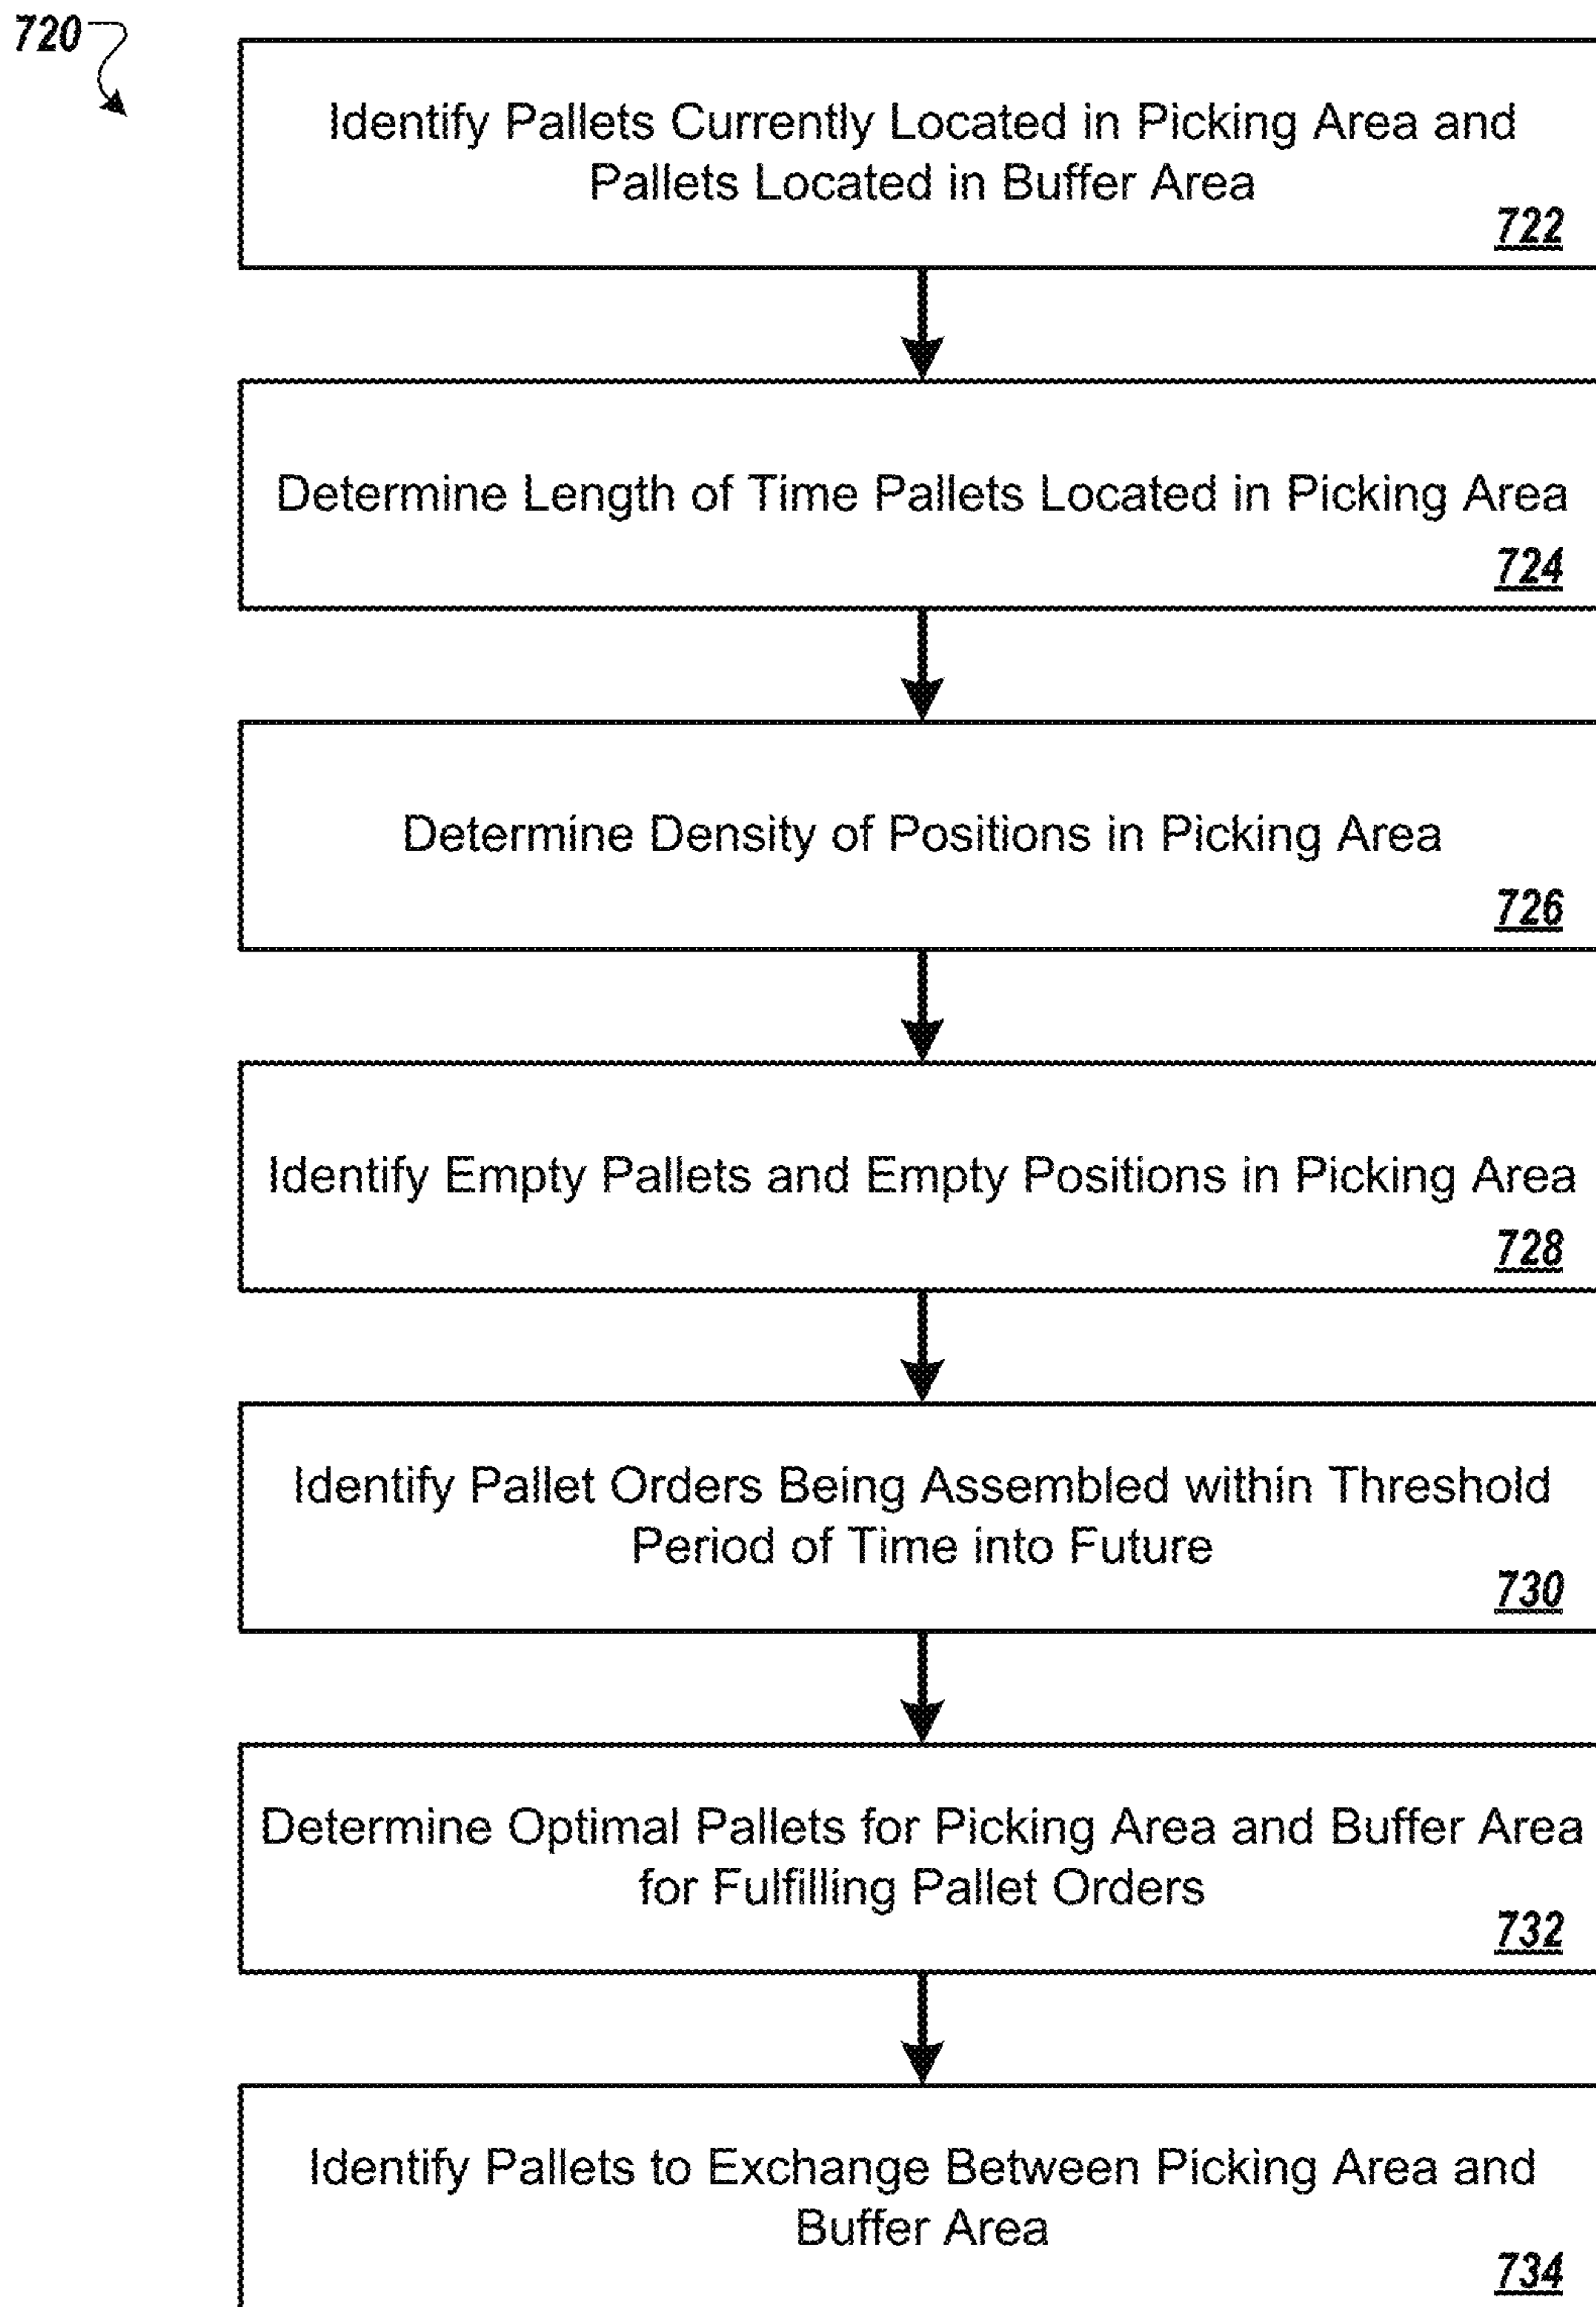 720
Identify Pallets Currently Located in Picking Area and
Pallets Located in Buffer Area
722
Determine Length of Time Pallets Located in Picking Area
724
Determine Density of Positions in Picking Area
726
Identify Empty Pallets and Empty Positions in Picking Area
728
Identify Pallet Orders Being Assembled within Threshold
Period of Time into Future
730
Determine Optimal Pallets for Picking Area and Buffer Area
for Fulfilling Pallet Orders
732
Identify Pallets to Exchange Between Picking Area and
Buffer Area
734